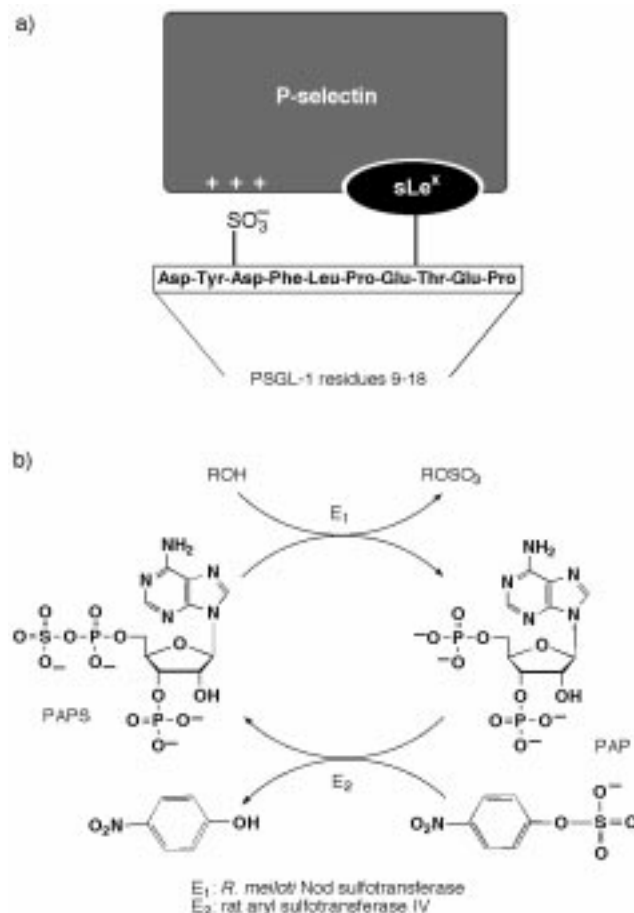 a)
P-selectin
+ + +
sLeˣ
SO₃⁻
Asp-Tyr-Asp-Phe-Leu-Pro-Glu-Thr-Glu-Pro
PSGL-1 residues 9-18
b)
ROH
ROSO₃
E₁
NH₂
N
N
N
N
O
O
O=S-O-P-O
O⁻
O⁻
O
O
OH
O=P-O⁻
O⁻
PAPS
NH₂
N
N
N
N
O
⁻O-P-O
O⁻
O
O
OH
O=P-O⁻
O⁻
PAP
E₂
O₂N
OH
O₂N
O⁻
O-S=O
O
E₁: R. meiloti Nod sulfotransferase
E₂: rat aryl sulfotransferase IV